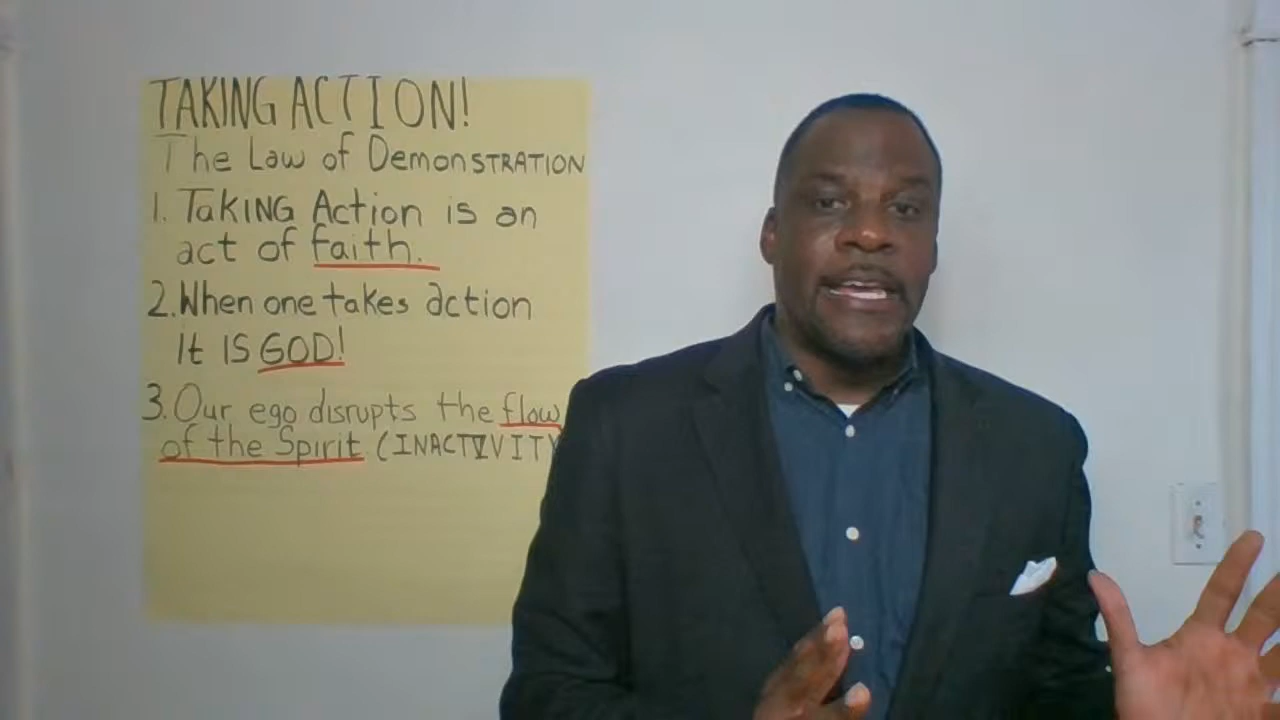 TAKING ACTION!
The Law of DemonSTRATION
1. TaKING Action is an
act of faith.
2. When one takes action
It IS GOD!
3. Our ego disrupts the flow
of the Spirit (INACTIVITY